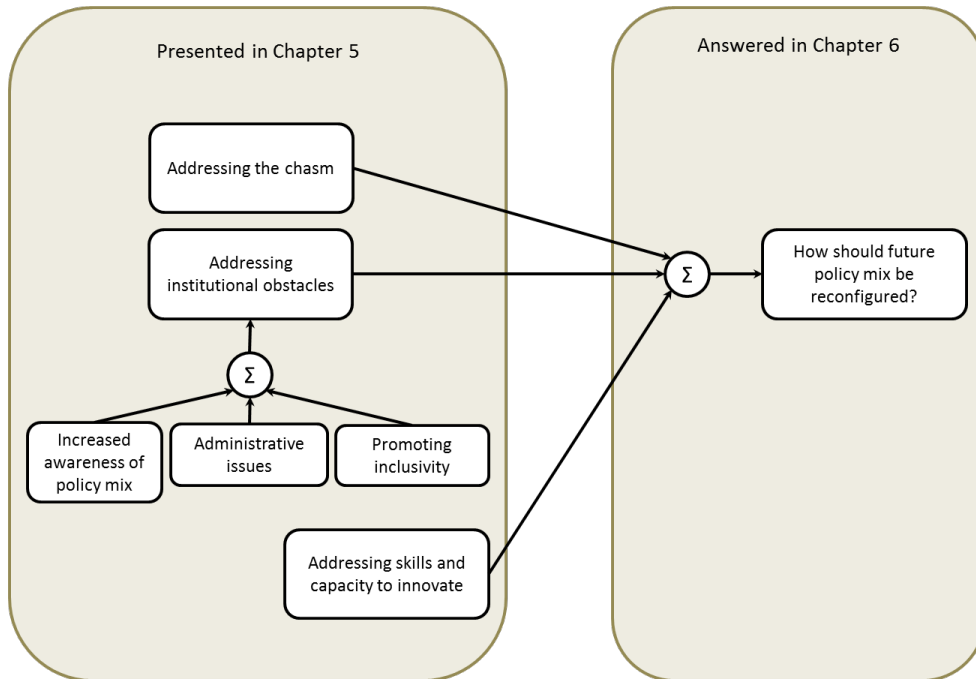 Presented in Chapter 5
Answered in Chapter 6
Addressing the chasm
Addressing
institutional obstacles
Σ
How should future
policy mix be
reconfigured?
Σ
Increased
awareness of
policy mix
Administrative
issues
Promoting
inclusivity
Addressing skills and
capacity to innovate